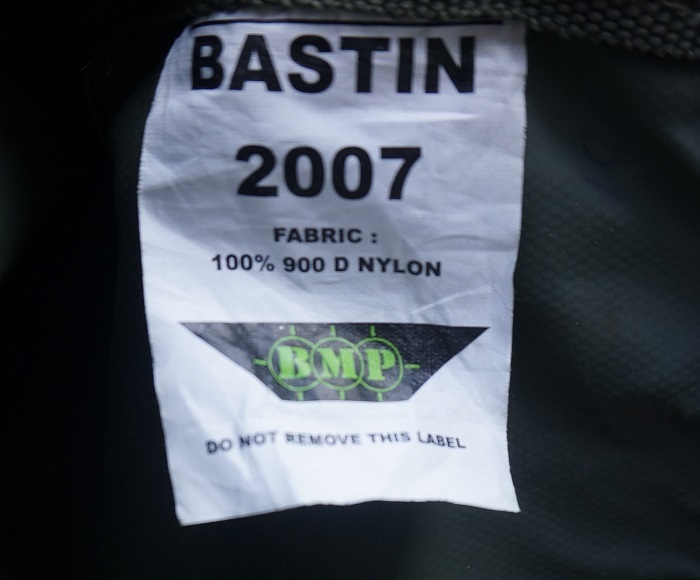 BASTIN
2007
FABRIC :
100% 900 D NYLON
BMP
DO NOT REMOVE THIS LABEL